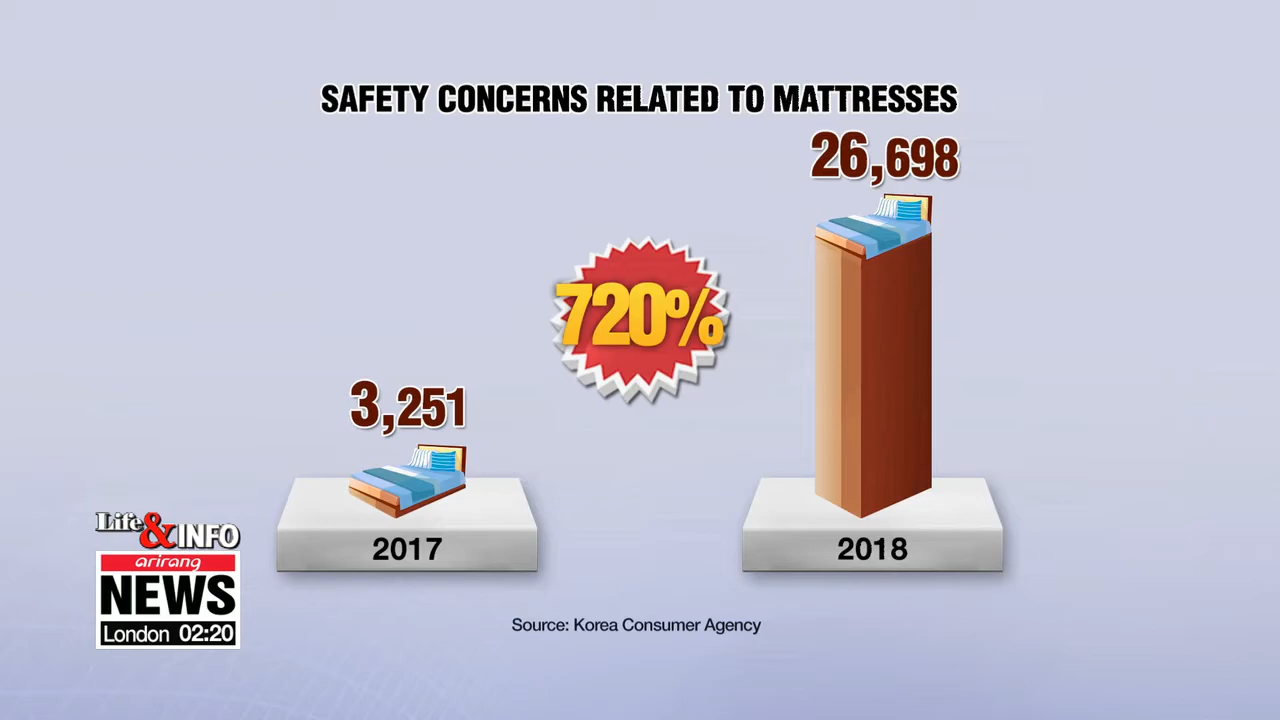 SAFETY CONCERNS RELATED TO MATTRESSES
26,698
720%
3,251
2017
2018
Life & INFO
arirang
NEWS
London 02:20
Source: Korea Consumer Agency